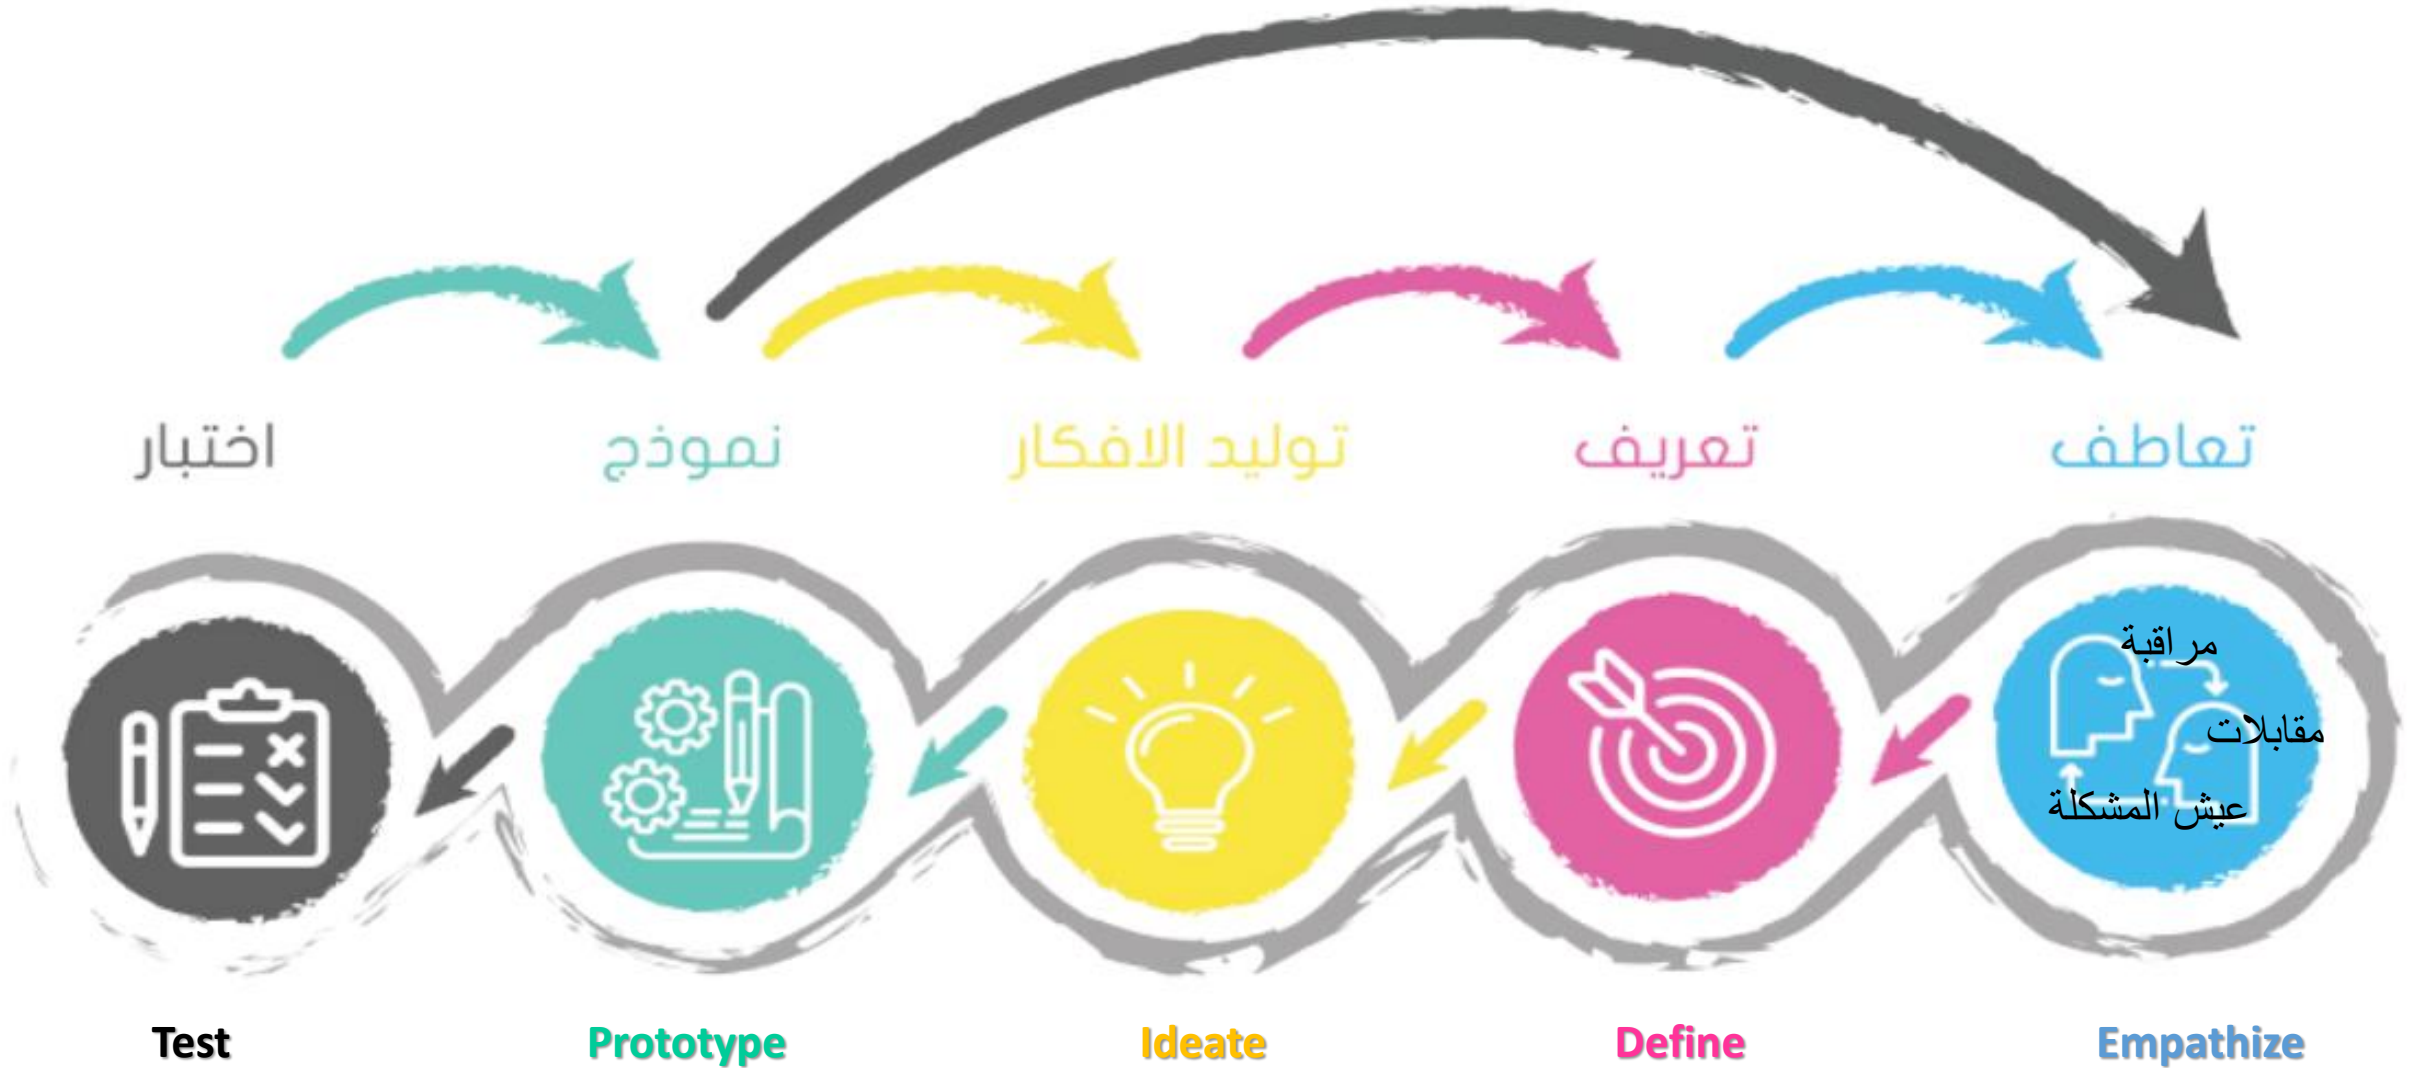 تعاطف
تعريف
توليد الافكار
نموذج
اختبار
مراقبة
مقابلات
عيش المشكلة
Test
Prototype
Ideate
Define
Empathize